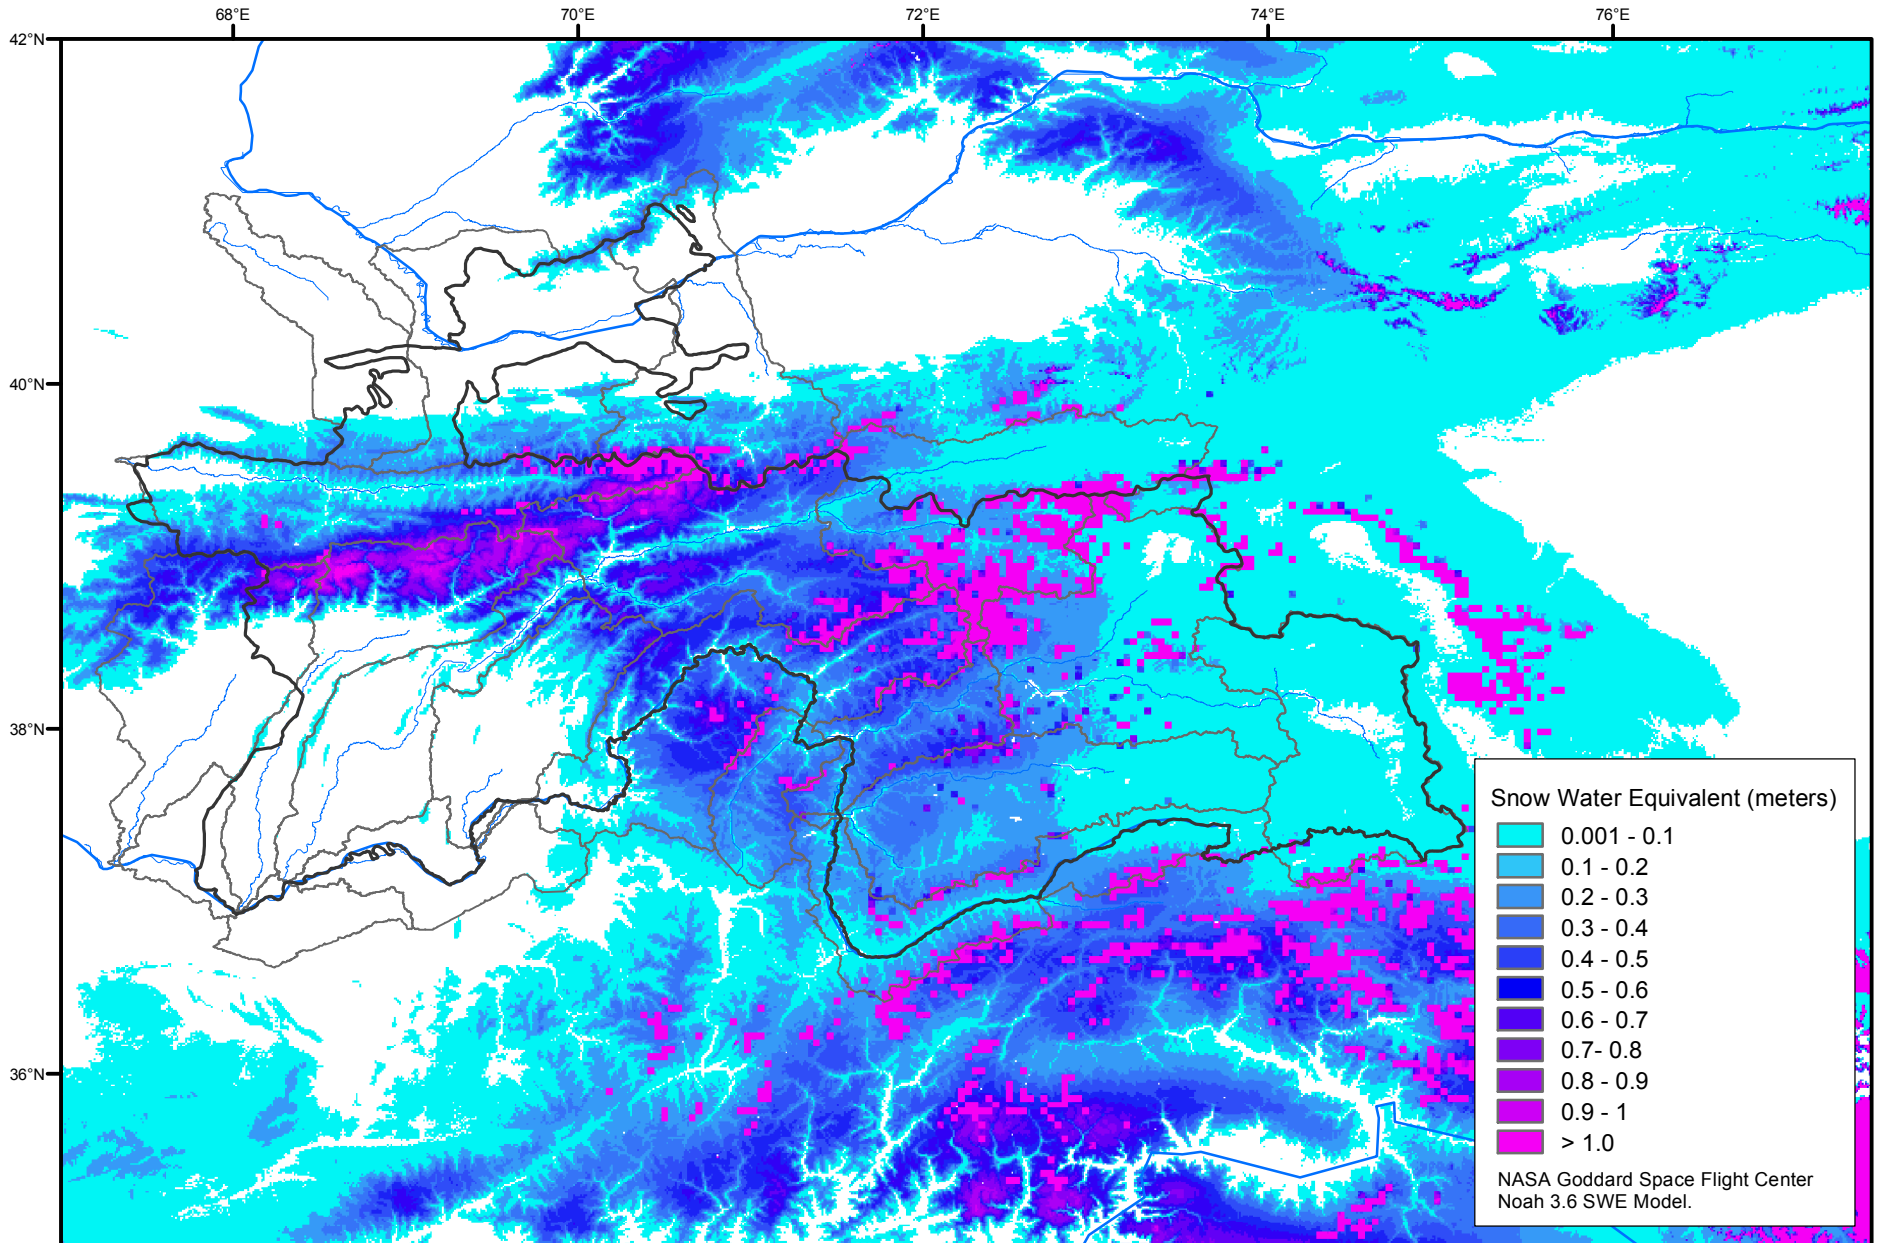 68°E 70°E 72°E 74°E 76°E
42°N
40°N
38°N
36°N
Snow Water Equivalent (meters)
0.001 - 0.1
0.1 - 0.2
0.2 - 0.3
0.3 - 0.4
0.4 - 0.5
0.5 - 0.6
0.6 - 0.7
0.7- 0.8
0.8 - 0.9
0.9 - 1
> 1.0
NASA Goddard Space Flight Center
Noah 3.6 SWE Model.